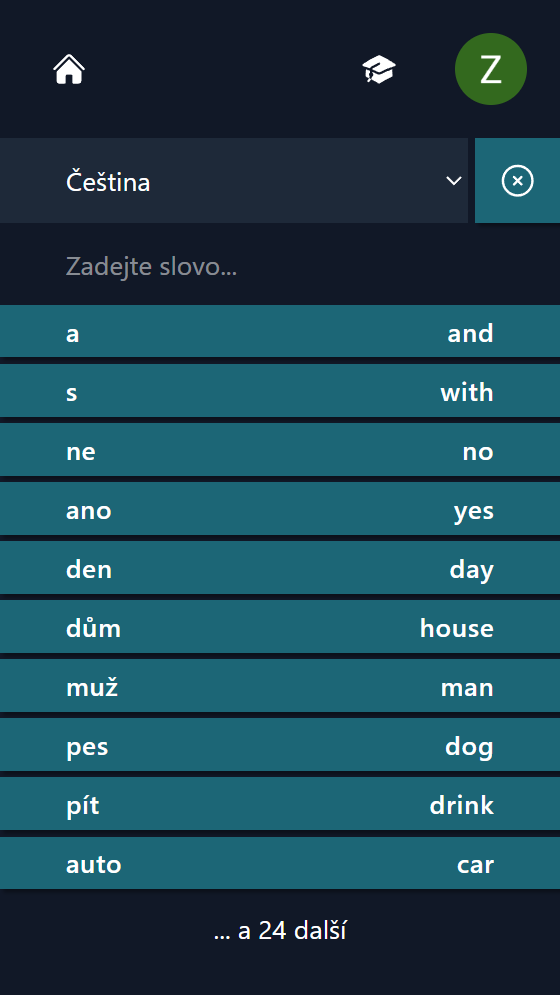 Z
Čeština
Zadejte slovo...
a and
s with
ne no
ano yes
den day
dům house
muž man
pes dog
pít drink
auto car
... a 24 další